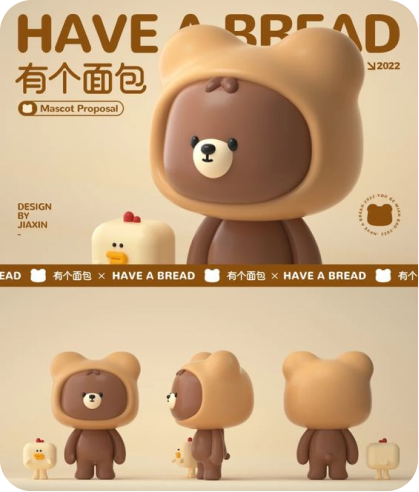 HAVE A BREAD
有个面包
2022
Mascot Proposal
DESIGN
BY
JIAXIN
-
EAD 有个面包 × HAVE A BREAD 有个面包 × HAVE A BREAD 有个